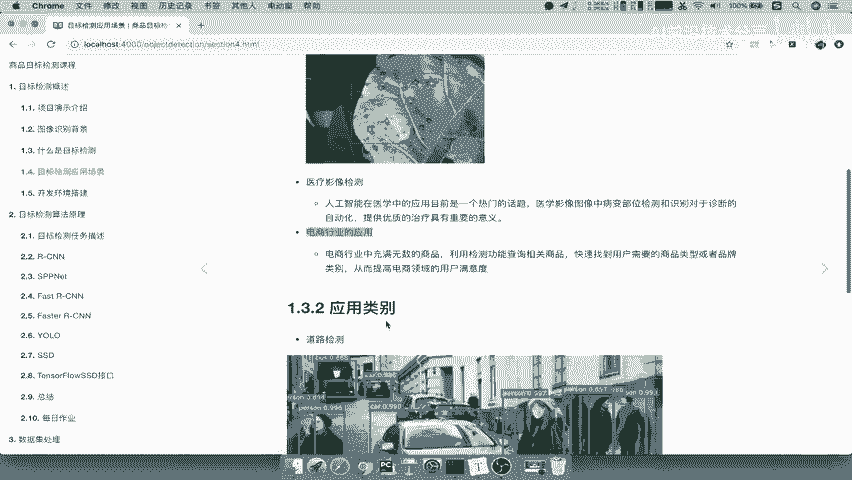 Chrome 文件 修改 视图 历史记录 书签 其他人 电动窗 帮助
100%
目标检测应用场景 | 商品目标检
localhost:4000/objectdetection/section4.html
商品目标检测课程
1. 目标检测概述
1.1. 项目演示介绍
1.2. 图像识别背景
1.3. 什么是目标检测
1.4. 目标检测应用场景
1.5. 开发环境搭建
2. 目标检测算法原理
2.1. 目标检测任务描述
2.2. R-CNN
2.3. SPPNet
2.4. Fast R-CNN
2.5. Faster R-CNN
2.6. YOLO
2.7. SSD
2.8. TensorFlowSSD接口
2.9. 总结
2.10. 每日作业
3. 数据集处理
医疗影像检测
人工智能在医学中的应用目前是一个热门的话题，医学影像图像中病变部位检测和识别对于诊断的
自动化，提供优质的治疗具有重要的意义。
电商行业的应用
电商行业中充满无数的商品，利用检测功能查询相关商品，快速找到用户需要的商品类型或者品牌
类别，从而提高电商领域的用户满意度
1.3.2 应用类别
道路检测